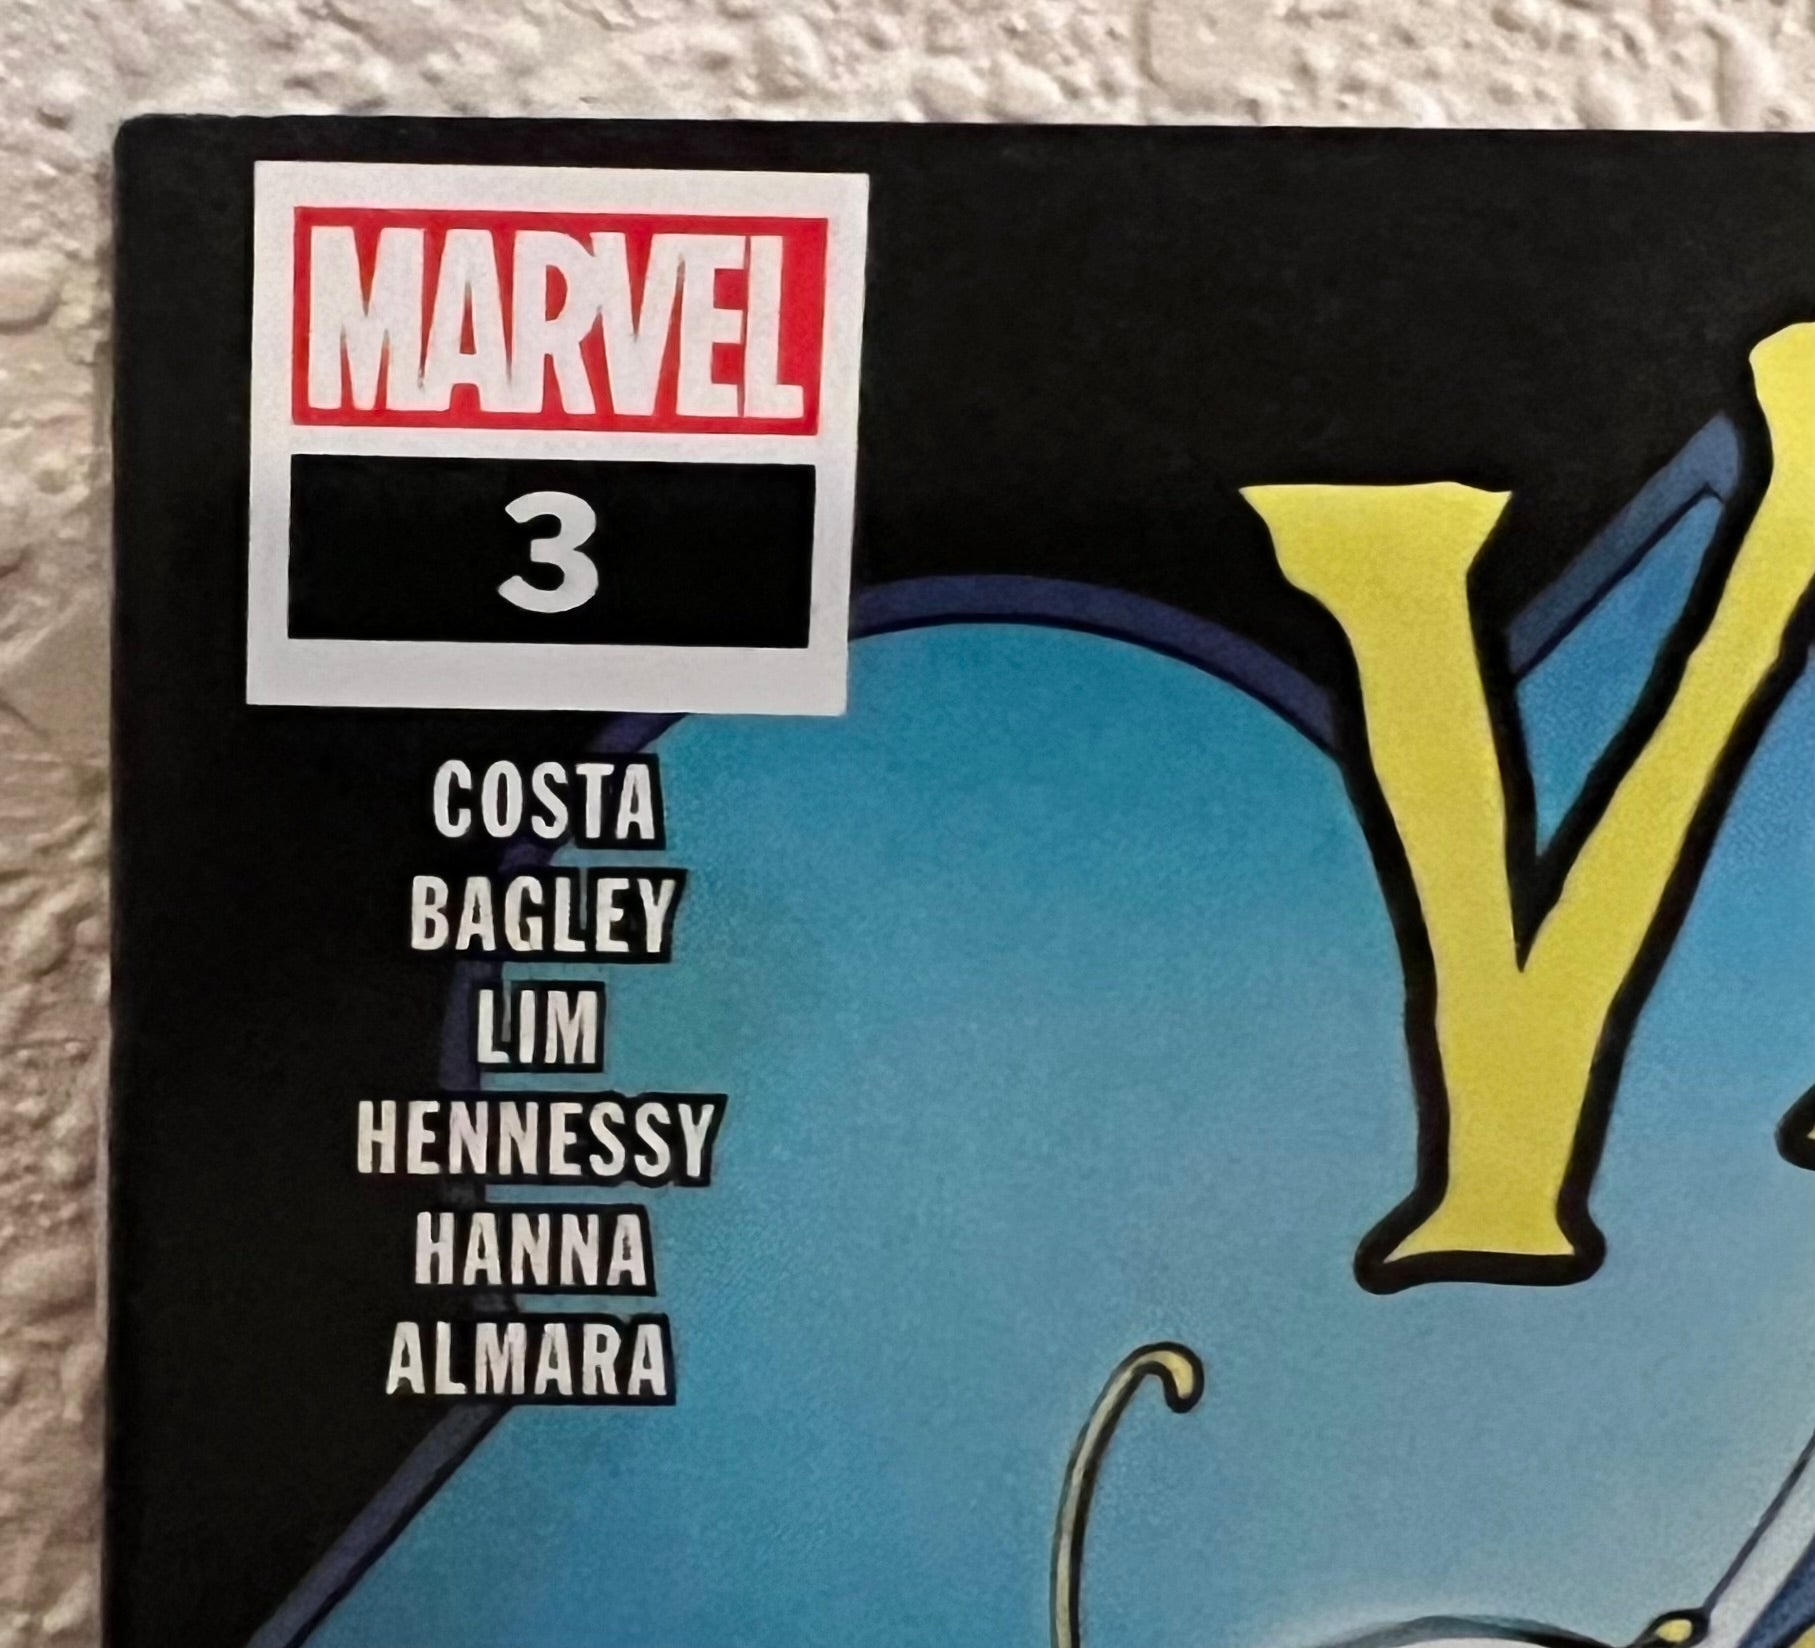 MARVEL
3
V
COSTA
BAGLEY
LIM
HENNESSY
HANNA
ALMARA